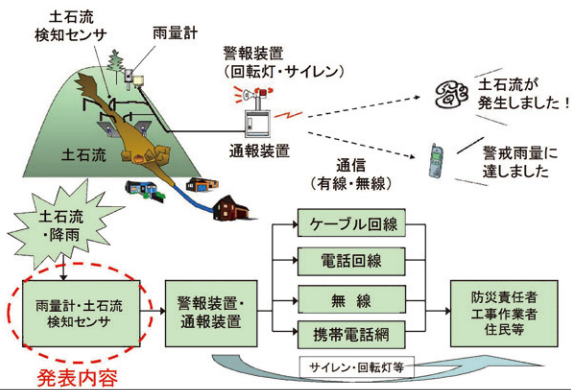 土石流
検知センサ
雨量計
警報装置
（回転灯・サイレン）
土石流が
発生しました！
土石流
通報装置
通信
（有線・無線）
警戒雨量に
達しました
土石流
・降雨
雨量計・土石流
検知センサ
発表内容
警報装置・
通報装置
ケーブル回線
電話回線
無線
携帯電話網
サイレン・回転灯等
防災責任者
工事作業者
住民等